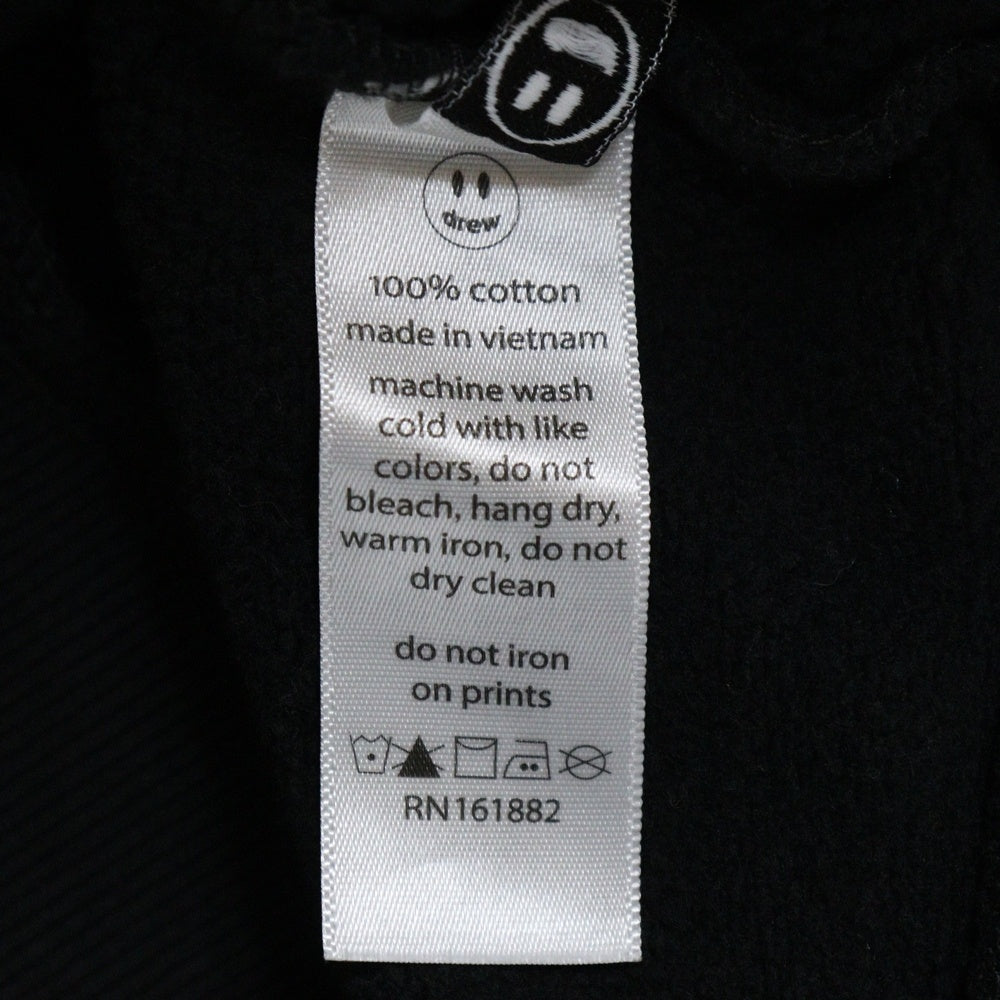 drew
100% cotton
made in vietnam
machine wash
cold with like
colors, do not
bleach, hang dry,
warm iron, do not
dry clean
do not iron
on prints
RN161882